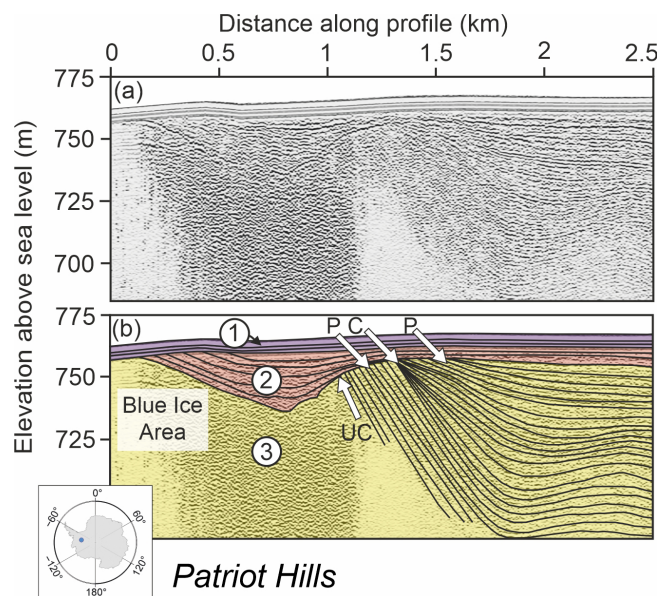 Distance along profile (km)
0 0.5 1 1.5 2 2.5
Elevation above sea level (m)
775
(a)
750
725
700
775
(b)
1
P C P
750
2
Blue Ice
Area
UC
725
3
0°
−60° 60°
−120° 120°
180°
Patriot Hills